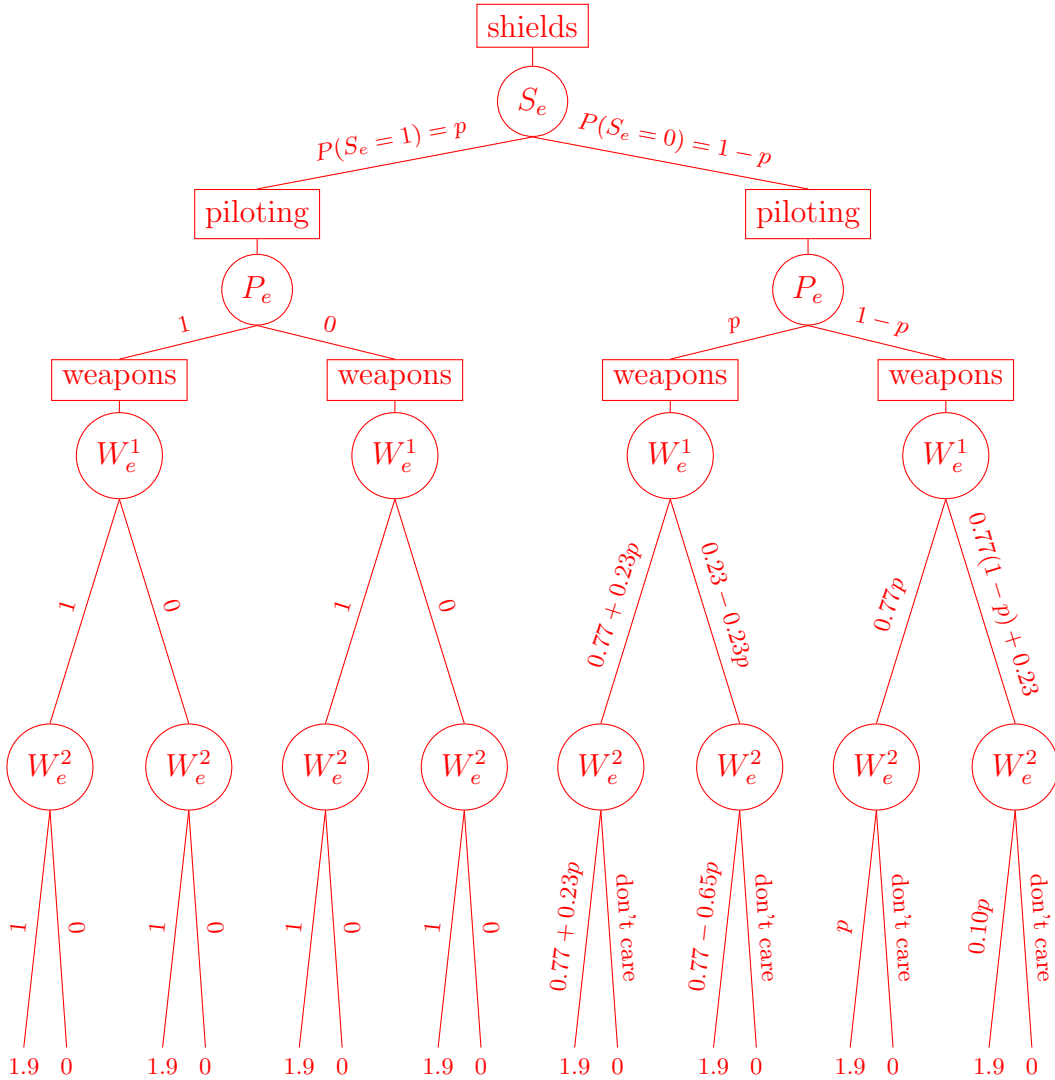 shields
S_e
P(S_e = 1) = p
P(S_e = 0) = 1 − p
piloting
piloting
P_e
P_e
1
0
p
1 − p
weapons
weapons
weapons
weapons
W_e^1
W_e^1
W_e^1
W_e^1
1
0
1
0
0.77 + 0.23p
0.23 − 0.23p
0.77p
0.77(1 − p) + 0.23
W_e^2
W_e^2
W_e^2
W_e^2
W_e^2
W_e^2
W_e^2
W_e^2
1
0
1
0
1
0
1
0
0.77 + 0.23p
don't care
0.77 − 0.65p
don't care
p
don't care
0.10p
don't care
1.9 0 1.9 0 1.9 0 1.9 0 1.9 0 1.9 0 1.9 0 1.9 0